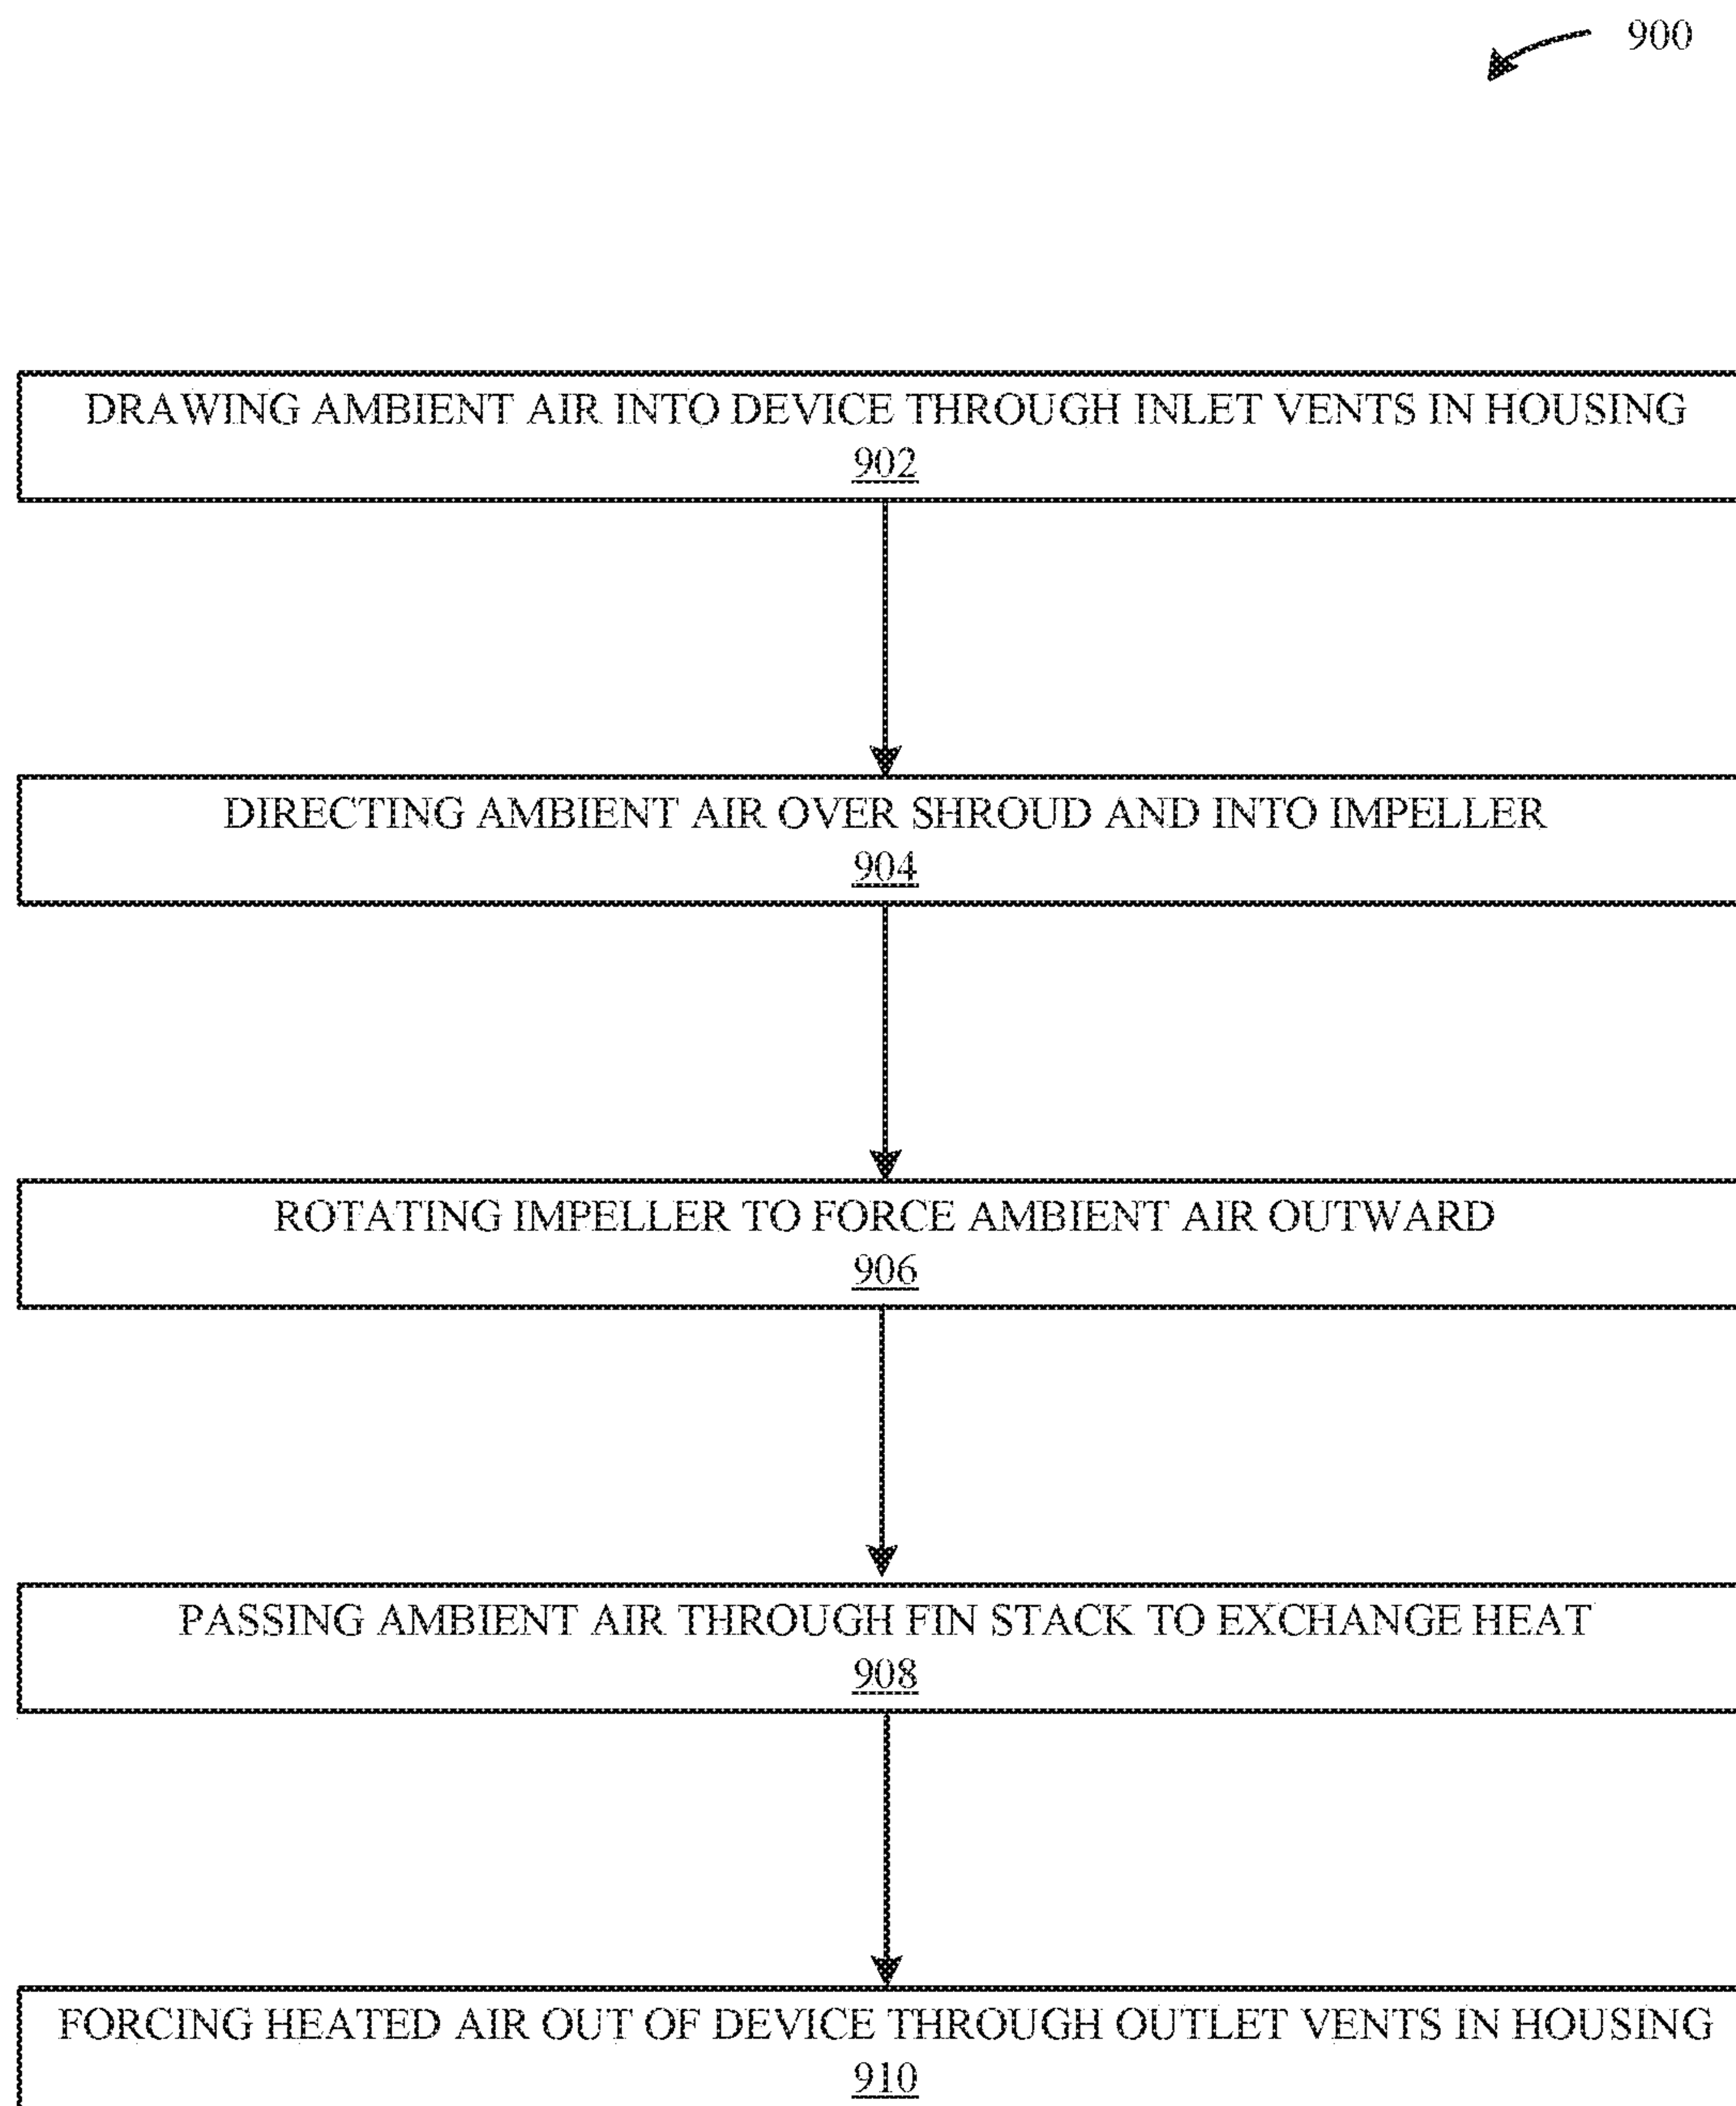 900
DRAWING AMBIENT AIR INTO DEVICE THROUGH INLET VENTS IN HOUSING
902
DIRECTING AMBIENT AIR OVER SHROUD AND INTO IMPELLER
904
ROTATING IMPELLER TO FORCE AMBIENT AIR OUTWARD
906
PASSING AMBIENT AIR THROUGH FIN STACK TO EXCHANGE HEAT
908
FORCING HEATED AIR OUT OF DEVICE THROUGH OUTLET VENTS IN HOUSING
910